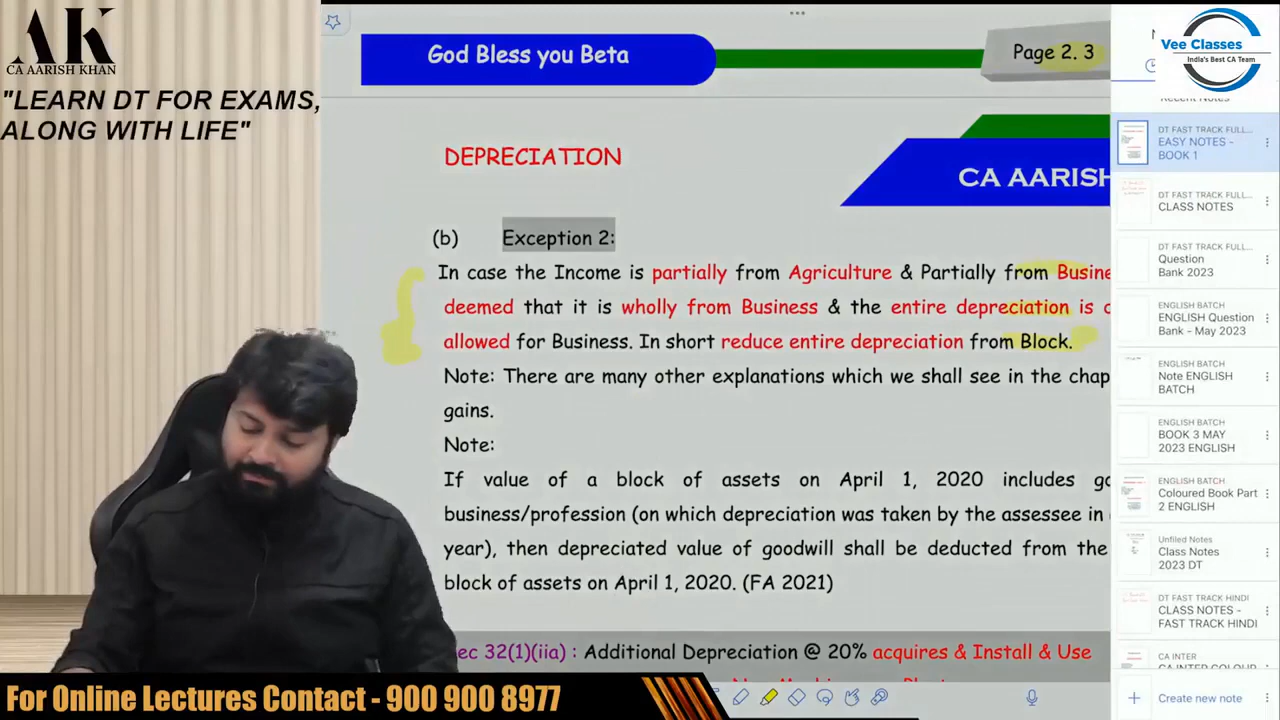 AK
CA AARISH KHAN
"LEARN DT FOR EXAMS,
ALONG WITH LIFE"
God Bless you Beta
Page 2. 3
DEPRECIATION
CA AARISH
(b) Exception 2:
In case the Income is partially from Agriculture & Partially from Busine
deemed that it is wholly from Business & the entire depreciation is
allowed for Business. In short reduce entire depreciation from Block.
Note: There are many other explanations which we shall see in the chap
gains.
Note:
If value of a block of assets on April 1, 2020 includes
business/profession (on which depreciation was taken by the assessee in
year), then depreciated value of goodwill shall be deducted from the
block of assets on April 1, 2020. (FA 2021)
ec 32(1)(iia) : Additional Depreciation @ 20% acquires & Install & Use
Vee Classes
India's Best CA Team
Recent Notes
DT FAST TRACK FULL...
EASY NOTES -
BOOK 1
DT FAST TRACK FULL...
CLASS NOTES
DT FAST TRACK FULL...
Question
Bank 2023
ENGLISH BATCH
ENGLISH Question
Bank - May 2023
ENGLISH BATCH
Note ENGLISH
BATCH
ENGLISH BATCH
BOOK 3 MAY
2023 ENGLISH
ENGLISH BATCH
Coloured Book Part
2 ENGLISH
Unfiled Notes
Class Notes
2023 DT
DT FAST TRACK HINDI
CLASS NOTES -
FAST TRACK HINDI
CA INTER
CA INTER COLOUR
Create new note
For Online Lectures Contact - 900 900 8977